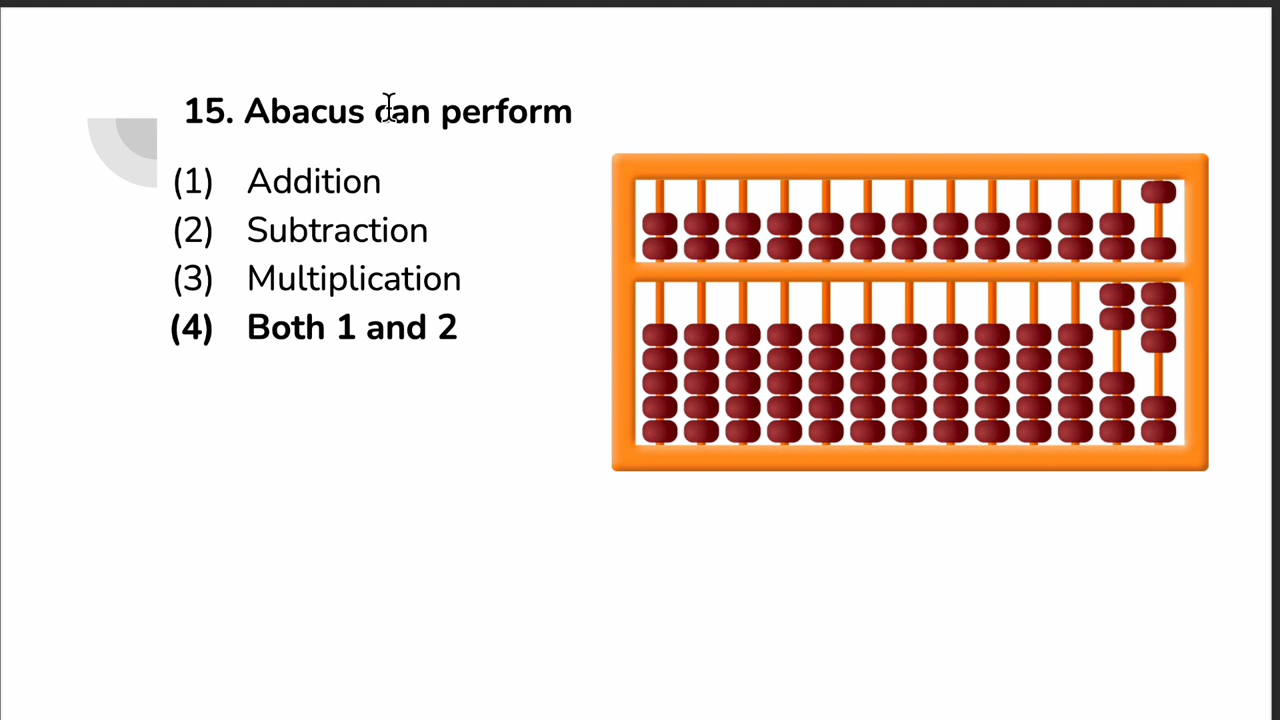 15. Abacus can perform
(1) Addition
(2) Subtraction
(3) Multiplication
(4) Both 1 and 2